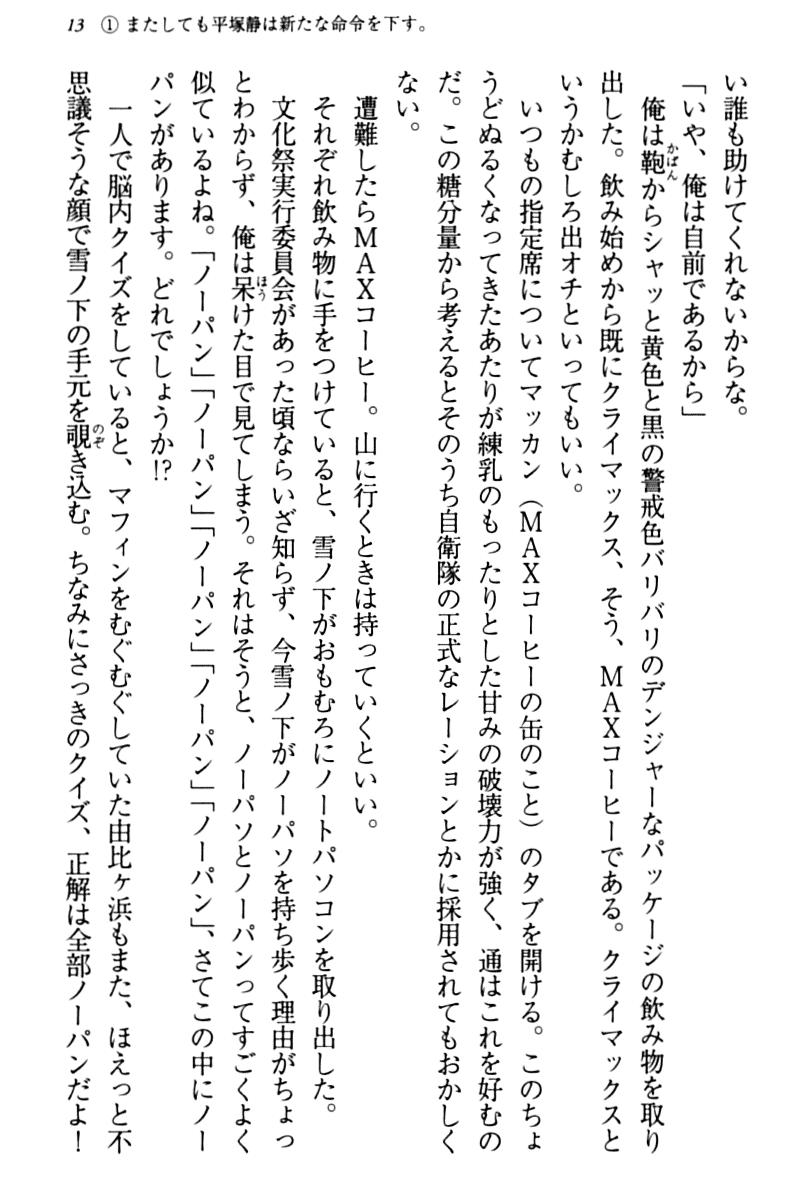 13 ① またしても平塚静は新たな命令を下す。
い誰も助けてくれないからな。
「いや、俺は自前であるから」
俺は鞄からシャッと黄色と黒の警戒色バリバリのデンジャーなパッケージの飲み物を取り
出した。飲み始めから既にクライマックス、そう、MAXコーヒーである。クライマックスと
いうかむしろ出オチといってもいい。
いつもの指定席についてマッカン（MAXコーヒーの缶のこと）のタブを開ける。このちょ
うどぬるくなってきたあたりが練乳のもったりとした甘みの破壊力が強く、通はこれを好むの
だ。この糖分量から考えるとそのうち自衛隊の正式なレーションとかに採用されてもおかしく
ない。
遭難したらMAXコーヒー。山に行くときは持っていくといい。
それぞれ飲み物に手をつけていると、雪ノ下がおもむろにノートパソコンを取り出した。
文化祭実行委員会があった頃ならいざ知らず、今雪ノ下がノーパソを持ち歩く理由がちょっ
とわからず、俺は呆けた目で見てしまう。それはそうと、ノーパソとノーパンってすごくよく
似ているよね。「ノーパン」「ノーパン」「ノーパン」「ノーパン」「ノーパン」、さてこの中にノー
パンがあります。どれでしょうか!?
一人で脳内クイズをしていると、マフィンをむぐむぐしていた由比ヶ浜もまた、ほえっと不
思議そうな顔で雪ノ下の手元を覗き込む。ちなみにさっきのクイズ、正解は全部ノーパンだよ！